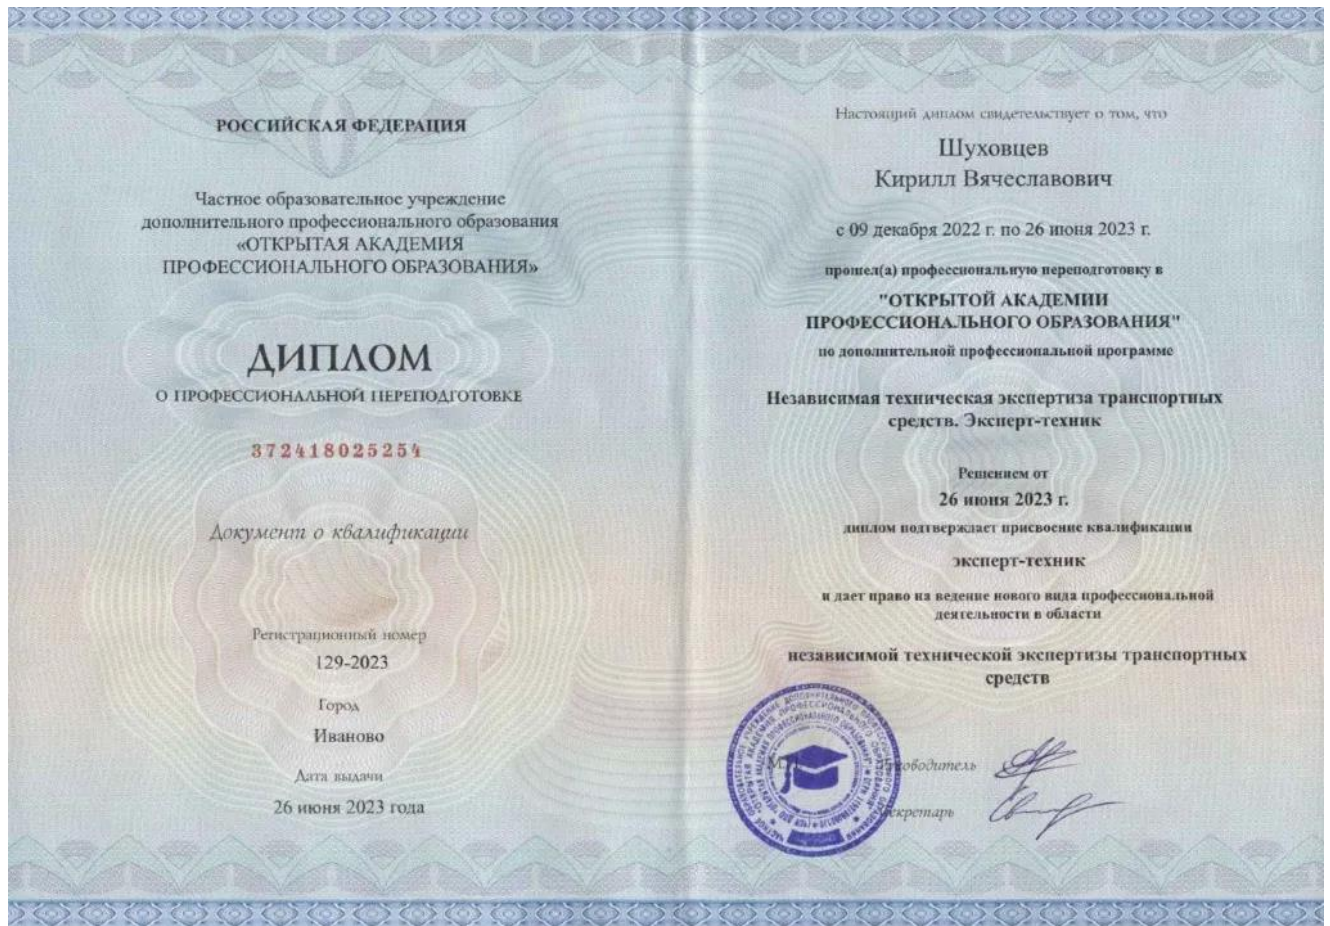 РОССИЙСКАЯ ФЕДЕРАЦИЯ
Частное образовательное учреждение
дополнительного профессионального образования
«ОТКРЫТАЯ АКАДЕМИЯ
ПРОФЕССИОНАЛЬНОГО ОБРАЗОВАНИЯ»
ДИПЛОМ
О ПРОФЕССИОНАЛЬНОЙ ПЕРЕПОДГОТОВКЕ
372418025254
Документ о квалификации
Регистрационный номер
129-2023
Город
Иваново
Дата выдачи
26 июня 2023 года
Настоящий диплом свидетельствует о том, что
Шуховцев
Кирилл Вячеславович
с 09 декабря 2022 г. по 26 июня 2023 г.
прошел(а) профессиональную переподготовку в
"ОТКРЫТОЙ АКАДЕМИИ
ПРОФЕССИОНАЛЬНОГО ОБРАЗОВАНИЯ"
по дополнительной профессиональной программе
Независимая техническая экспертиза транспортных
средств. Эксперт-техник
Решением от
26 июня 2023 г.
диплом подтверждает присвоение квалификации
эксперт-техник
и дает право на ведение нового вида профессиональной
деятельности в области
независимой технической экспертизы транспортных
средств
Руководитель
Секретарь